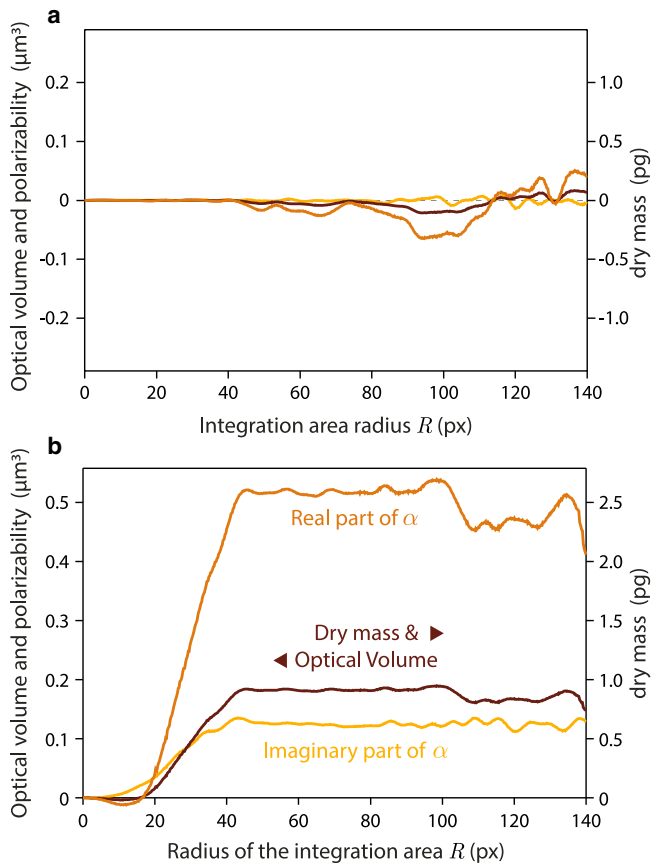 a
Optical volume and polarizability (μm³)
0.2
0.1
0
-0.1
-0.2
1.0
0.5
0
-0.5
-1.0
dry mass (pg)
0 20 40 60 80 100 120 140
Integration area radius R (px)
b
Optical volume and polarizability (μm³)
0.5
0.4
0.3
0.2
0.1
0
2.5
2.0
1.5
1.0
0.5
0
dry mass (pg)
Real part of α
Dry mass & ▶
◀ Optical Volume
Imaginary part of α
0 20 40 60 80 100 120 140
Radius of the integration area R (px)